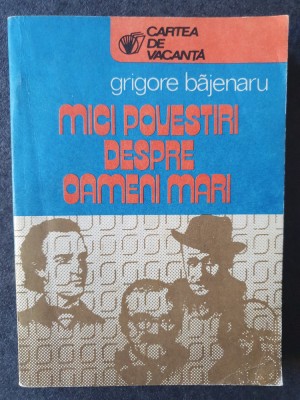 CARTEA
DE
VACANȚĂ
grigore băjenaru
MICI POVESTIRI
DESPRE
OAMENI MARI